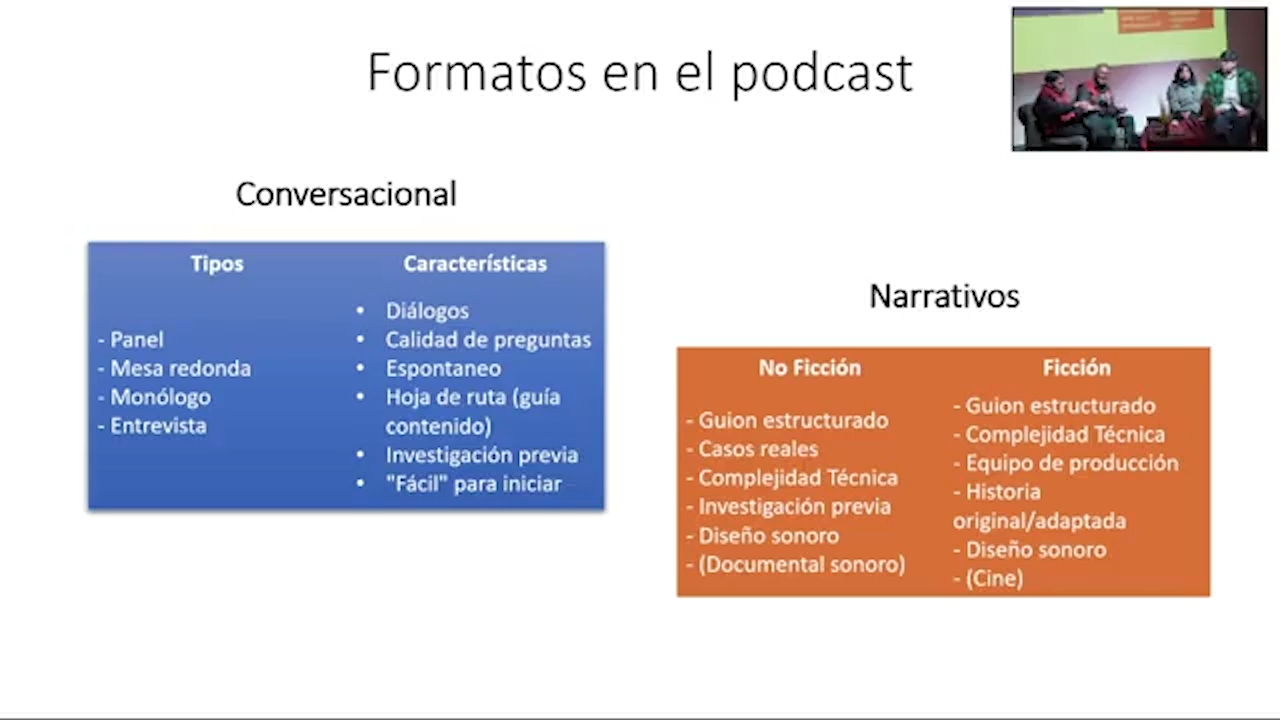 Formatos en el podcast
Conversacional
Tipos
- Panel
- Mesa redonda
- Monólogo
- Entrevista
Características
• Diálogos
• Calidad de preguntas
• Espontaneo
• Hoja de ruta (guía
contenido)
• Investigación previa
• "Fácil" para iniciar
Narrativos
No Ficción
- Guion estructurado
- Casos reales
- Complejidad Técnica
- Investigación previa
- Diseño sonoro
- (Documental sonoro)
Ficción
- Guion estructurado
- Complejidad Técnica
- Equipo de producción
- Historia
original/adaptada
- Diseño sonoro
- (Cine)